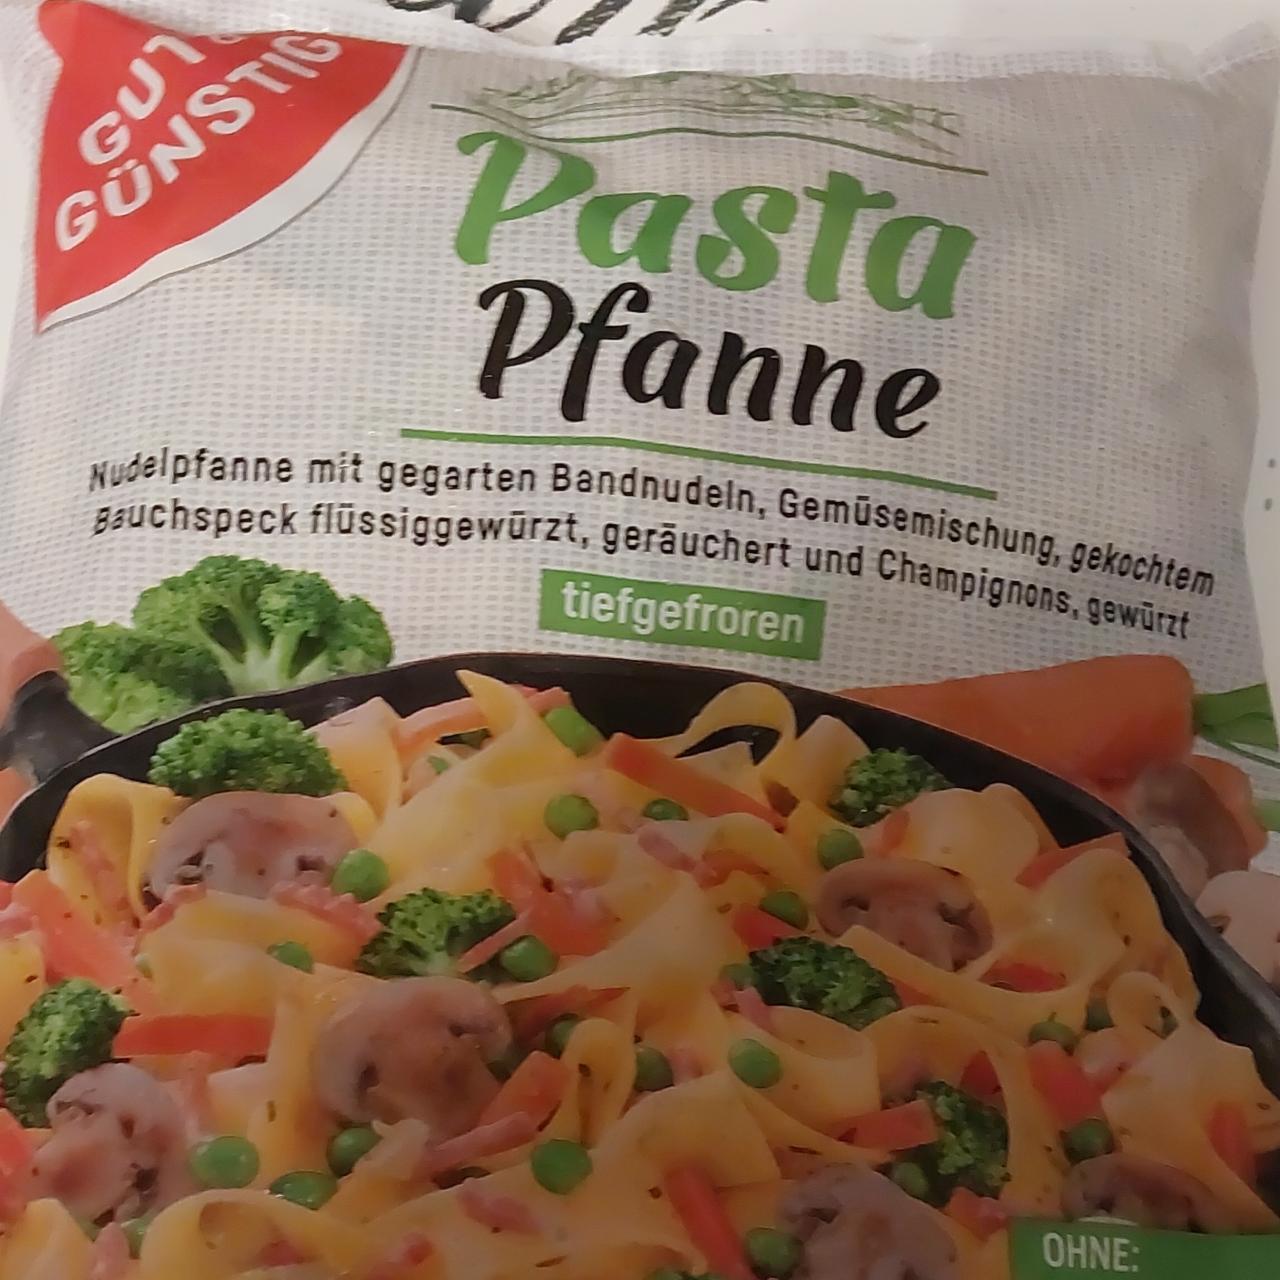 GUT&
GÜNSTIG
Pasta
Pfanne
Nudelpfanne mit gegarten Bandnudeln, Gemüsemischung, gekochtem
Bauchspeck flüssiggewürzt, geräuchert und Champignons, gewürzt
tiefgefroren
OHNE: